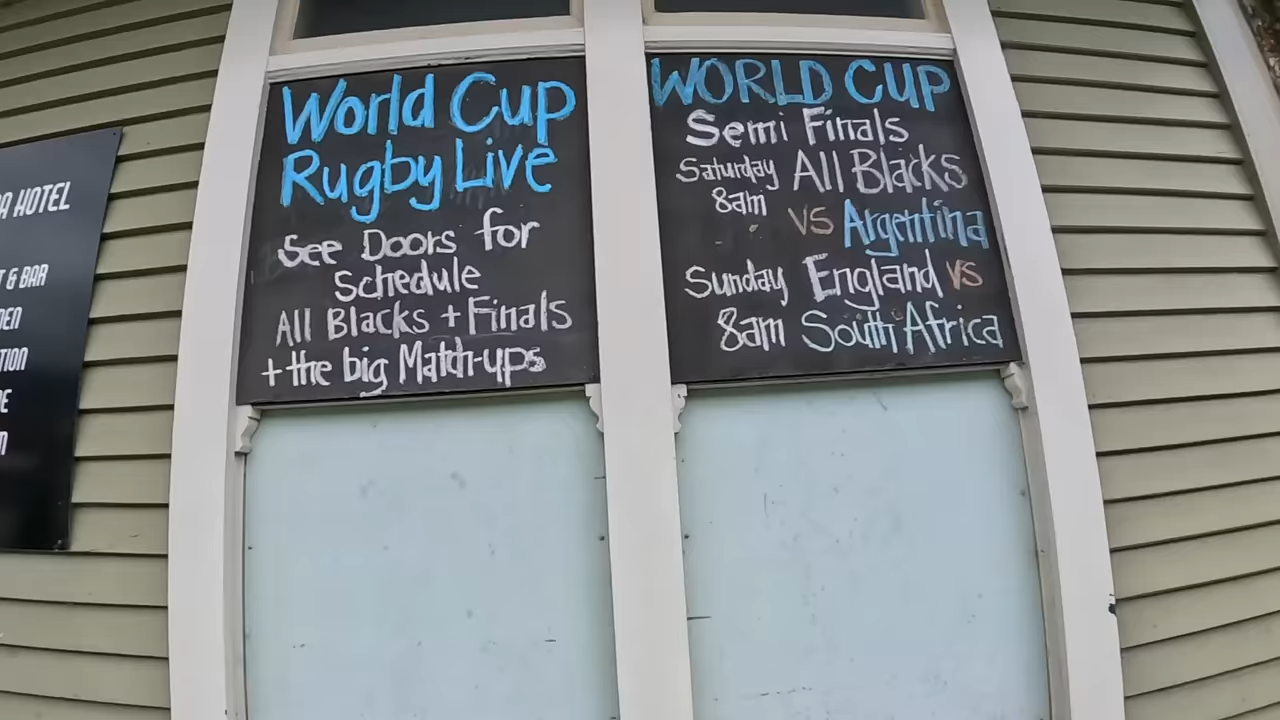 HOTEL
& BAR
World Cup
Rugby Live
See Doors for
Schedule
All Blacks + Finals
+ the big Match-ups
WORLD CUP
Semi Finals
Saturday All Blacks
8am vs Argentina
Sunday England vs
8am South Africa